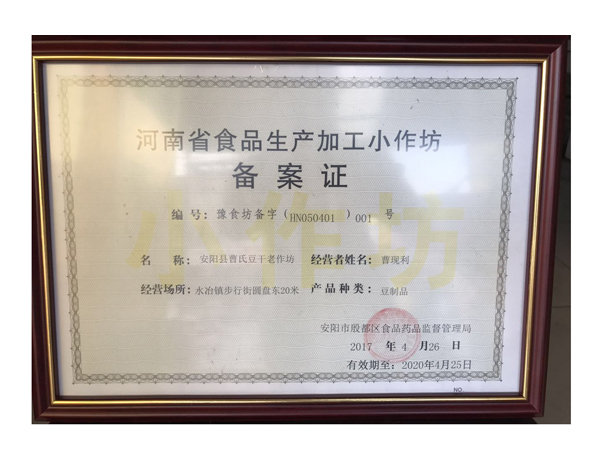 河南省食品生产加工小作坊
备案证
小作坊
编号：豫食坊备字（HN050401）001 号
名 称：安阳县曹氏豆干老作坊 经营者姓名：曹现利
经营场所：水冶镇步行街圆盘东20米 产品种类：豆制品
安阳市殷都区食品药品监督管理局
2017 年 4 月 26 日
有效期至：2020年4月25日
NO.